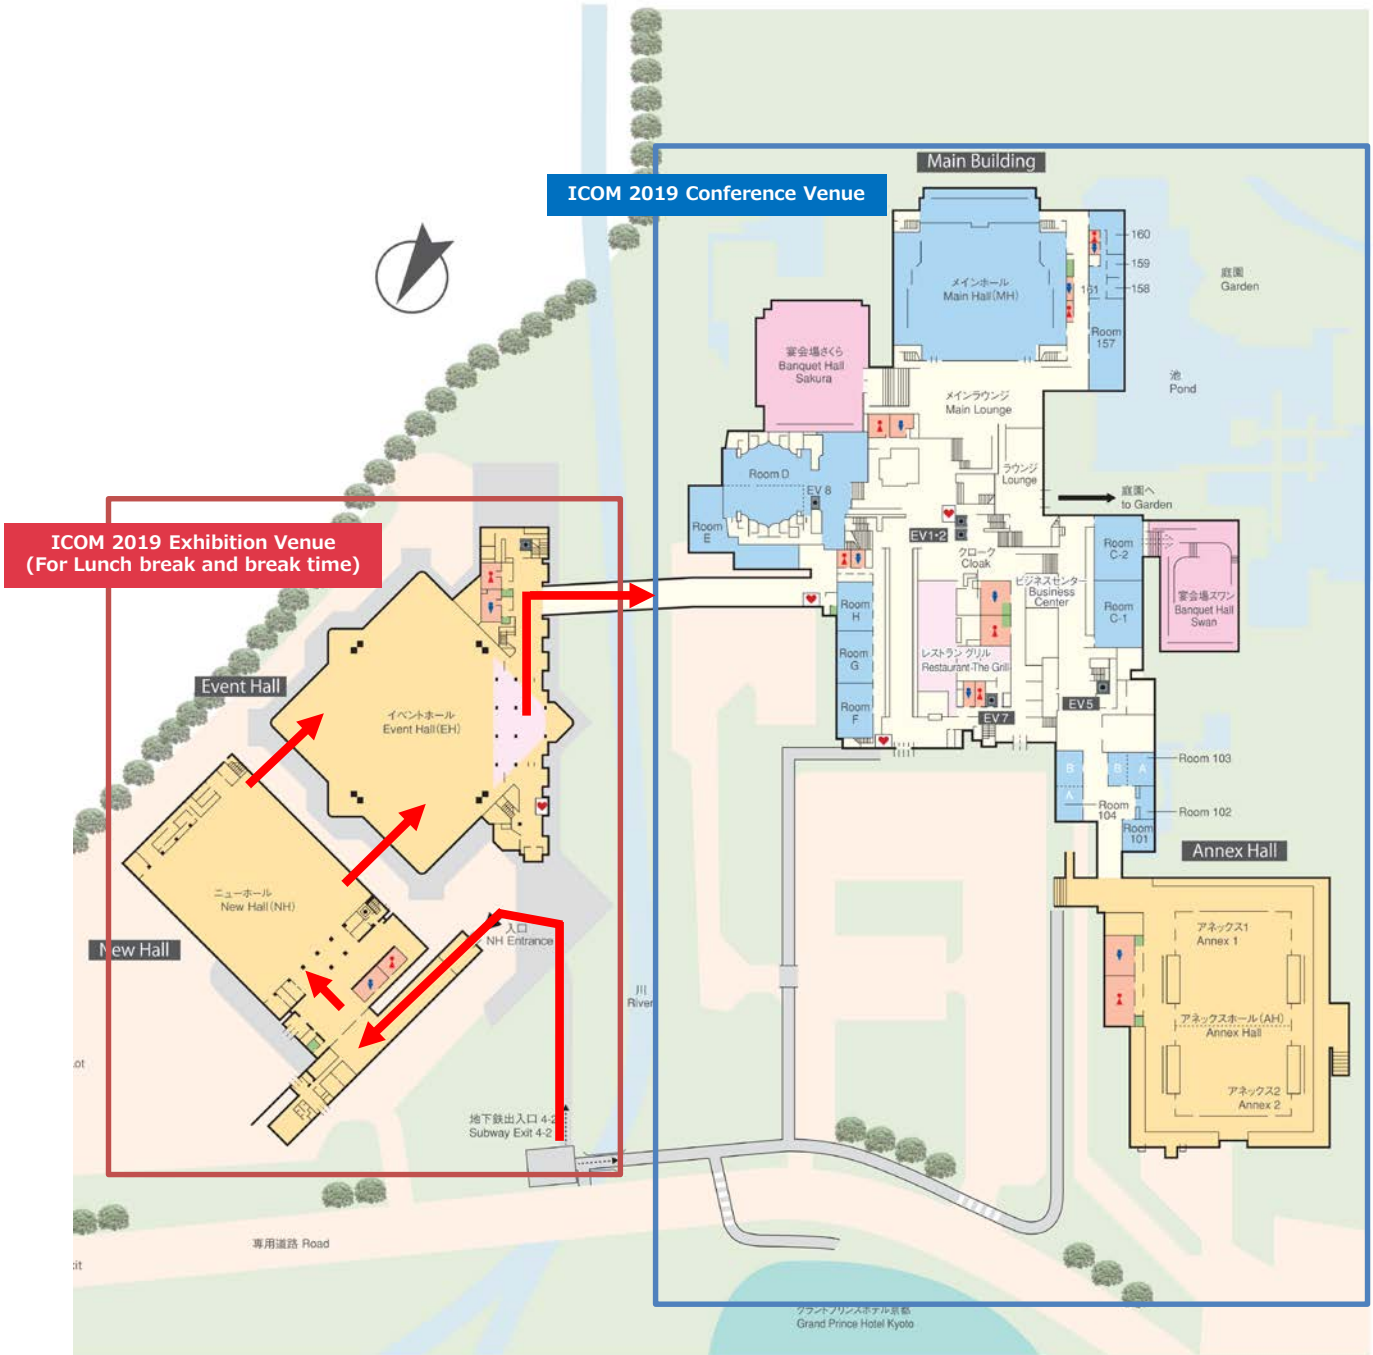 Main Building
ICOM 2019 Conference Venue
160
159
158
161
Room
157
庭園
Garden
池
Pond
メインホール
Main Hall(MH)
宴会場さくら
Banquet Hall
Sakura
メインラウンジ
Main Lounge
ラウンジ
Lounge
庭園へ
to Garden
Room D
EV 8
Room
E
EV1・2
クローク
Cloak
ビジネスセンター
Business
Center
Room
C-2
Room
C-1
宴会場スワン
Banquet Hall
Swan
Room
H
Room
G
Room
F
レストラン グリル
Restaurant-The Grill
EV7
EV5
B
A
B
A
Room 103
Room
104
Room 102
Room
101
Annex Hall
アネックス1
Annex 1
アネックスホール(AH)
Annex Hall
アネックス2
Annex 2
ICOM 2019 Exhibition Venue
(For Lunch break and break time)
Event Hall
イベントホール
Event Hall(EH)
ニューホール
New Hall(NH)
New Hall
入口
NH Entrance
川
River
地下鉄出入口 4-2
Subway Exit 4-2
専用道路 Road
グランドプリンスホテル京都
Grand Prince Hotel Kyoto